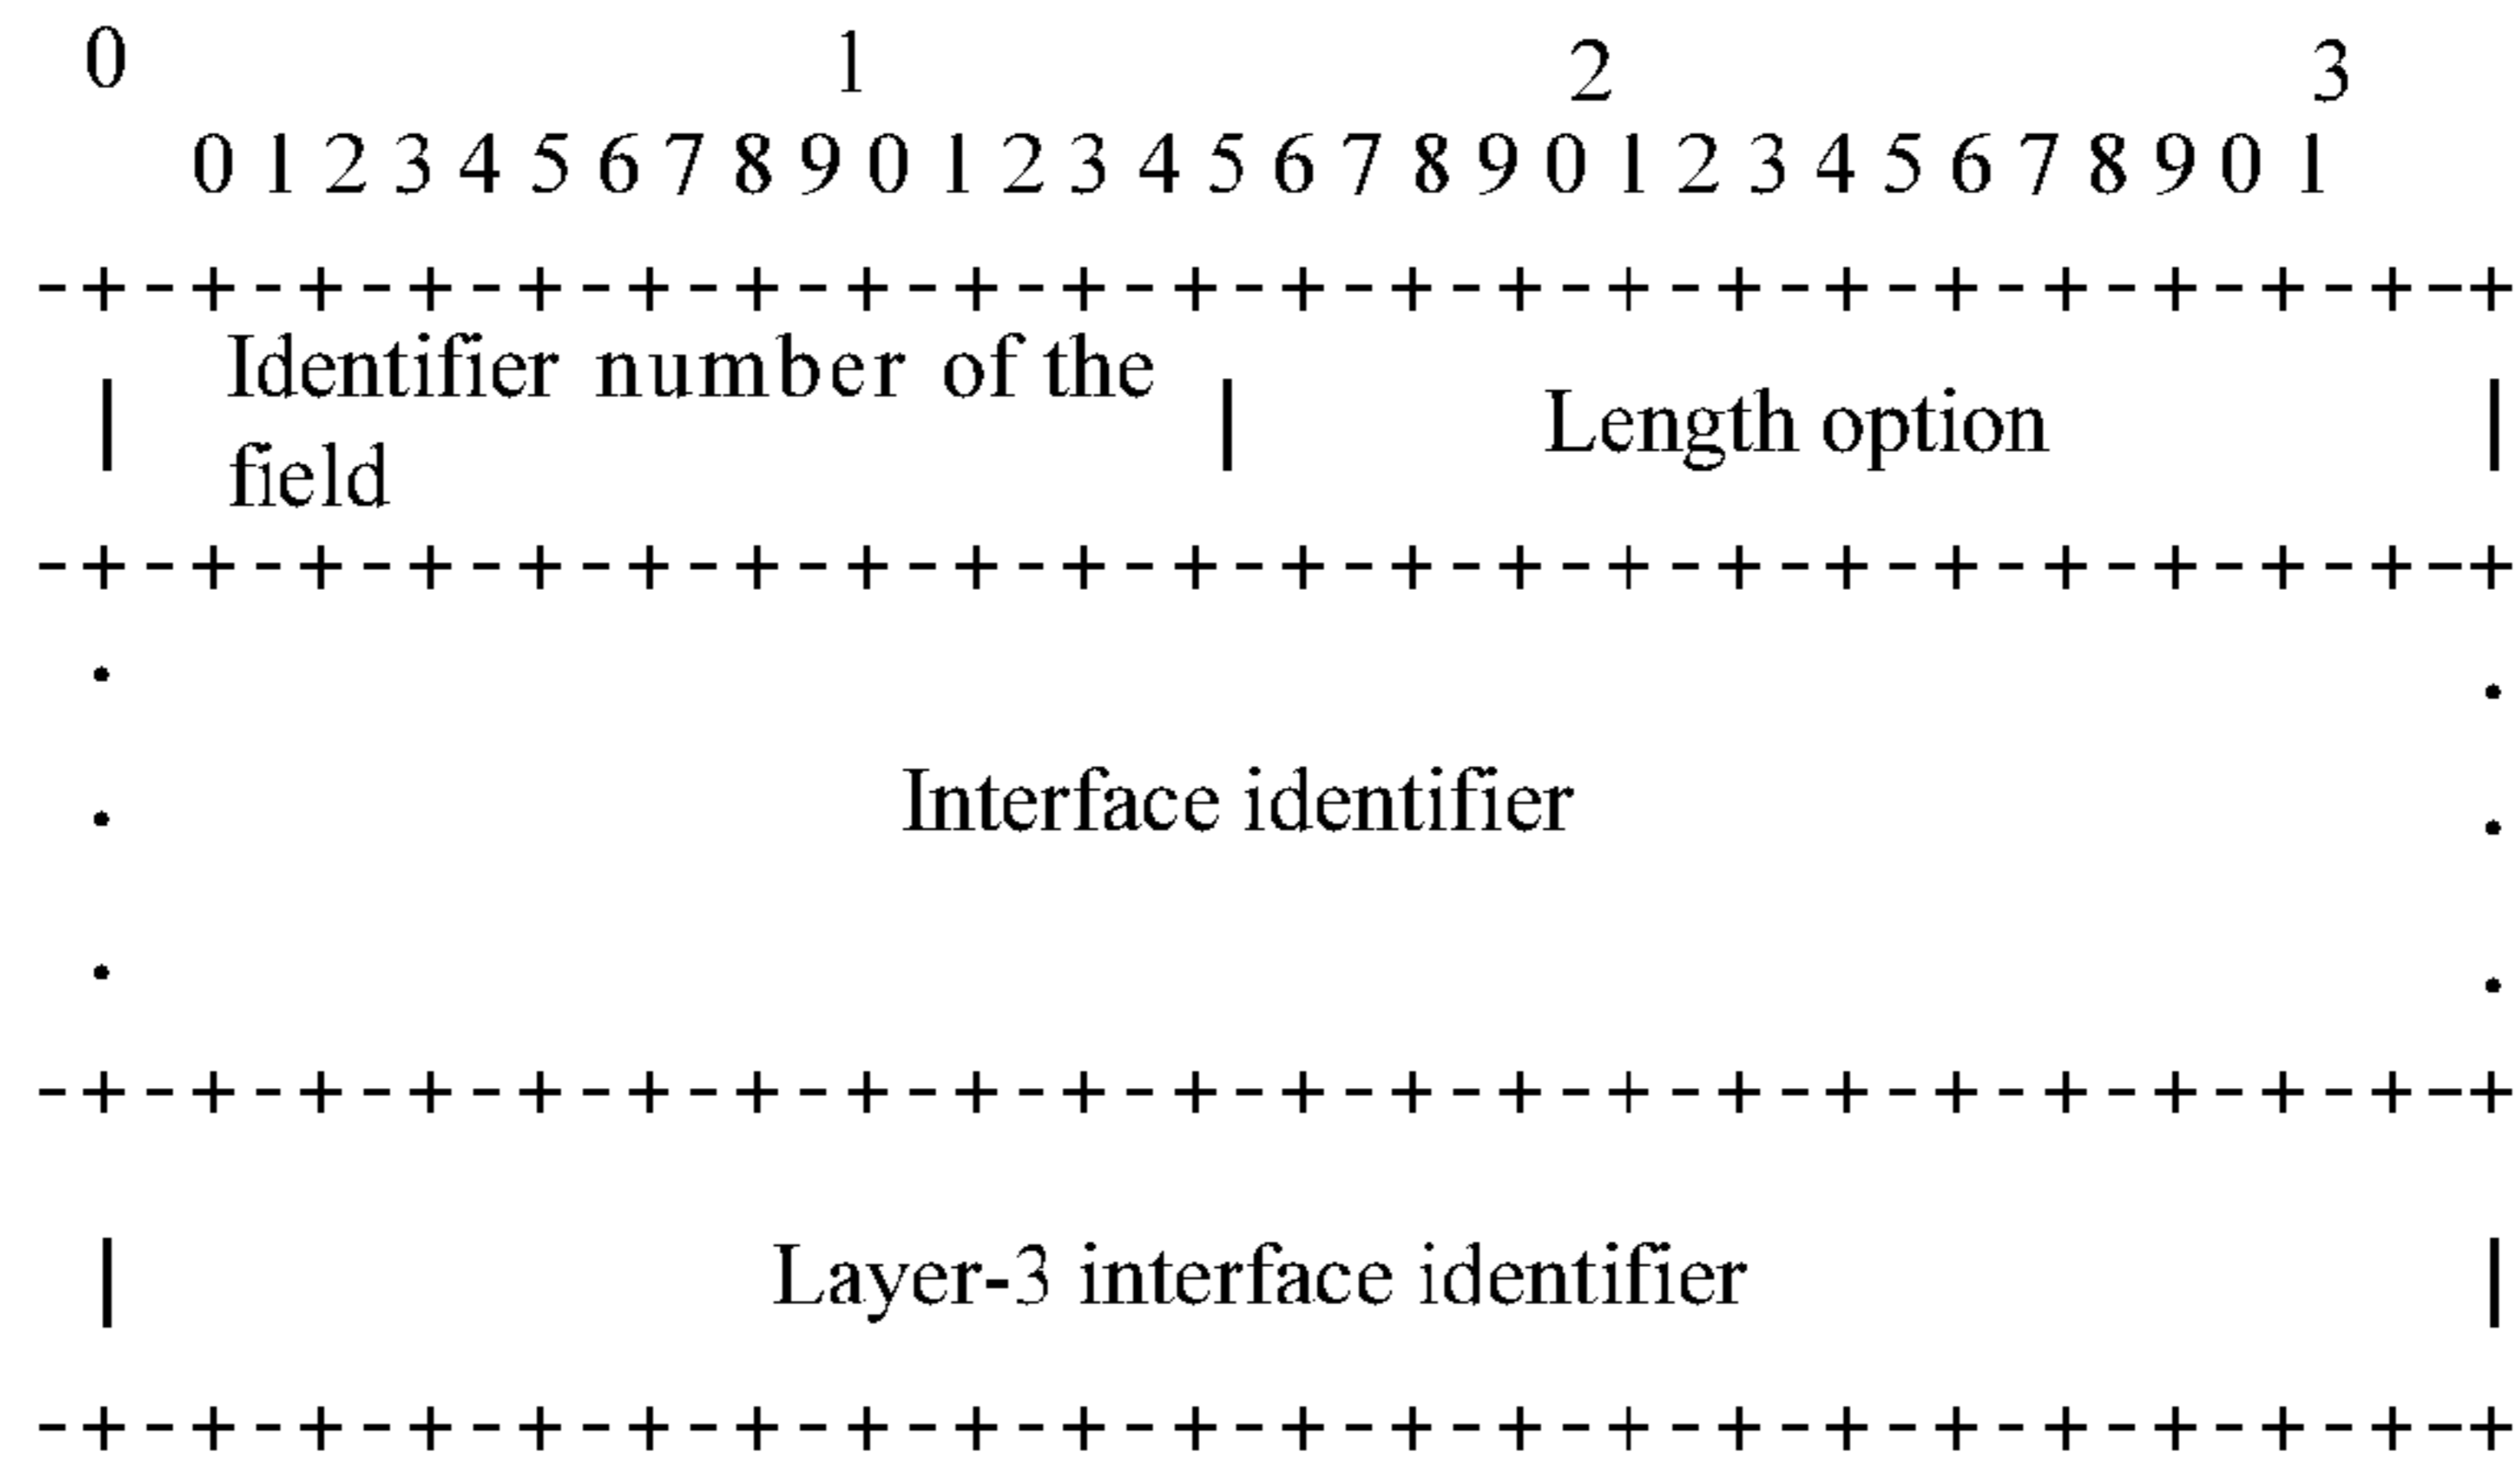 0 1 2 3
0 1 2 3 4 5 6 7 8 9 0 1 2 3 4 5 6 7 8 9 0 1 2 3 4 5 6 7 8 9 0 1
-+-+-+-+-+-+-+-+-+-+-+-+-+-+-+-+-+-+-+-+-+-+-+
| Identifier number of the | Length option |
field
-+-+-+-+-+-+-+-+-+-+-+-+-+-+-+-+-+-+-+-+-+-+-+
. .
. Interface identifier .
. .
-+-+-+-+-+-+-+-+-+-+-+-+-+-+-+-+-+-+-+-+-+-+-+
| Layer-3 interface identifier |
-+-+-+-+-+-+-+-+-+-+-+-+-+-+-+-+-+-+-+-+-+-+-+